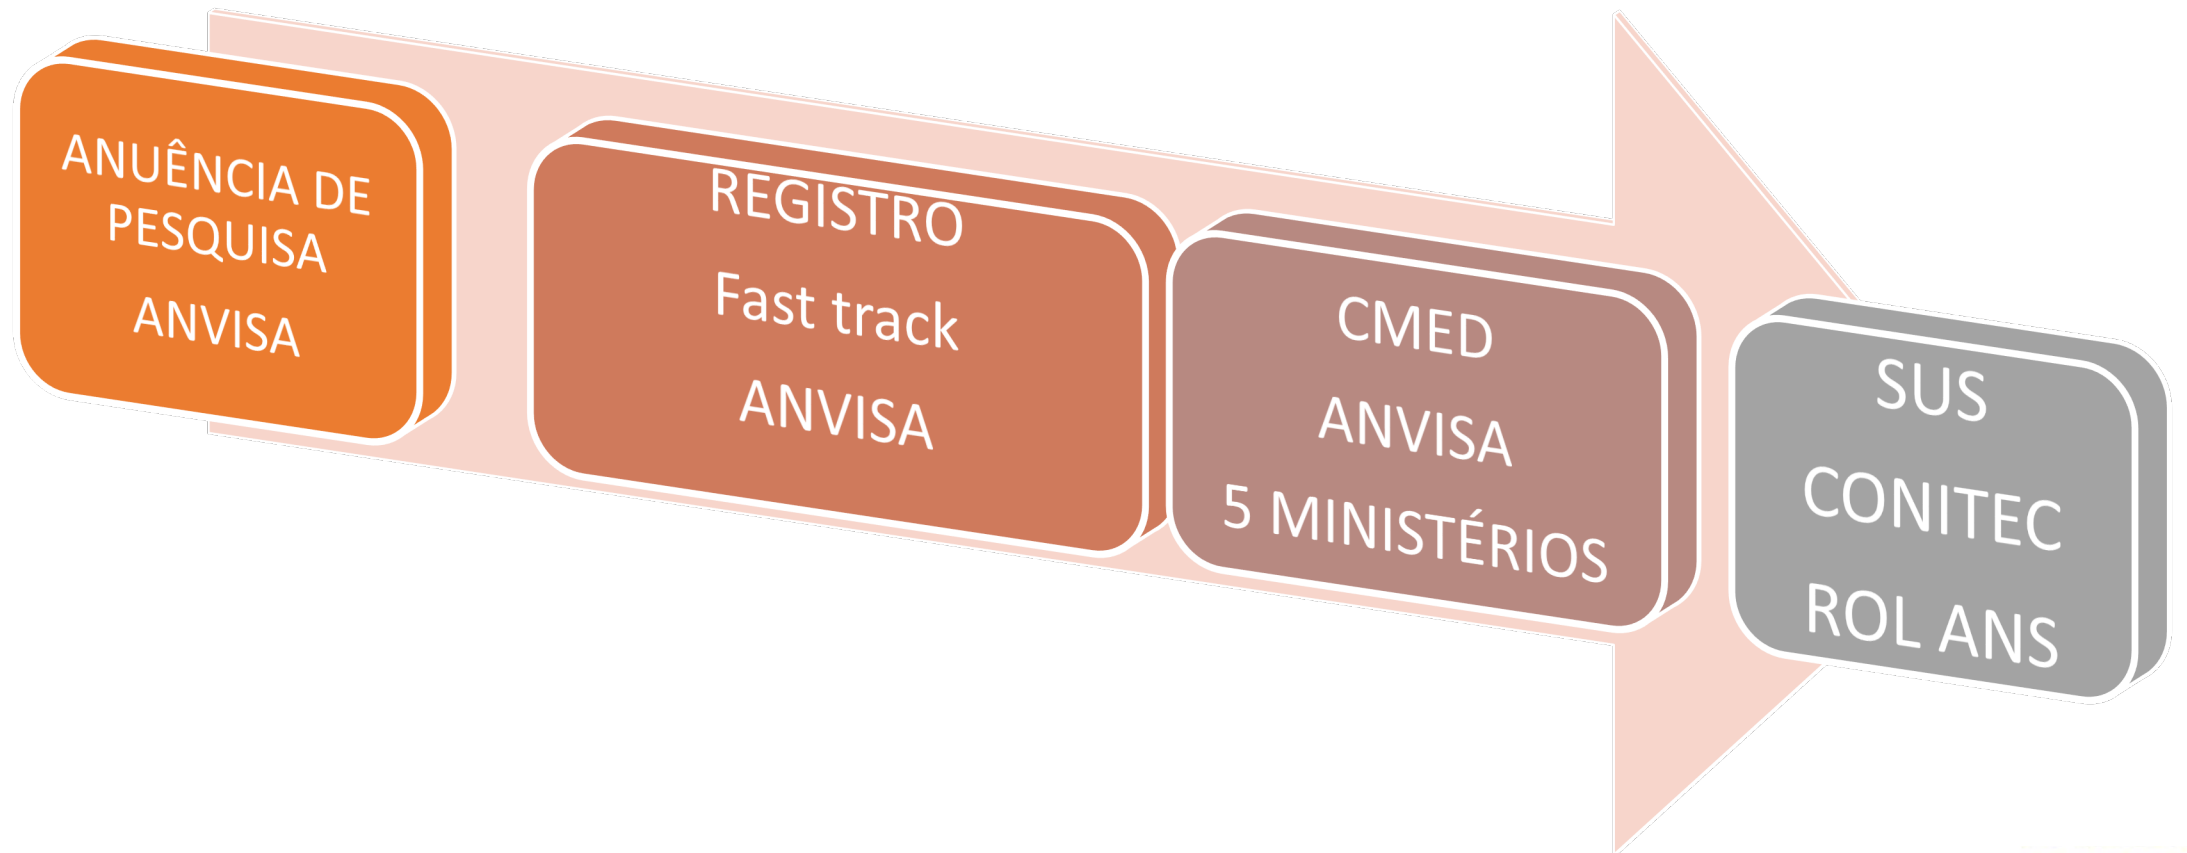 ANUÊNCIA DE
PESQUISA
ANVISA
REGISTRO
Fast track
ANVISA
CMED
ANVISA
5 MINISTÉRIOS
SUS
CONITEC
ROL ANS